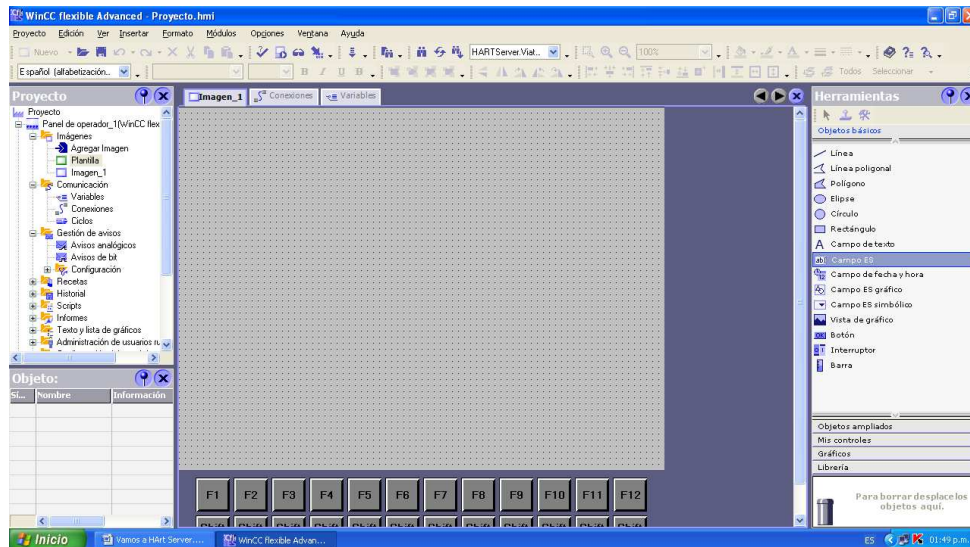 WinCC flexible Advanced - Proyecto.hmi
Proyecto Edición Ver Insertar Formato Módulos Opciones Ventana Ayuda
Nuevo HARTServer.Viat.. 100%
Español (alfabetización.. B I U B Todos Seleccionar
Proyecto
Proyecto
Panel de operador_1(WinCC flex
Imágenes
Agregar Imagen
Plantilla
Imagen_1
Comunicación
Variables
Conexiones
Ciclos
Gestión de avisos
Avisos analógicos
Avisos de bit
Configuración
Recetas
Historial
Scripts
Informes
Texto y lista de gráficos
Administración de usuarios ru
Objeto:
Sí... Nombre Información
Imagen_1 Conexiones Variables
F1 F2 F3 F4 F5 F6 F7 F8 F9 F10 F11 F12
Herramientas
Objetos básicos
Línea
Línea poligonal
Polígono
Elipse
Círculo
Rectángulo
Campo de texto
Campo ES
Campo de fecha y hora
Campo ES gráfico
Campo ES simbólico
Vista de gráfico
Botón
Interruptor
Barra
Objetos ampliados
Mis controles
Gráficos
Librería
Para borrar desplace los
objetos aquí.
Inicio Vamos a HArt Server.... WinCC flexible Advan... ES 01:49 p.m.